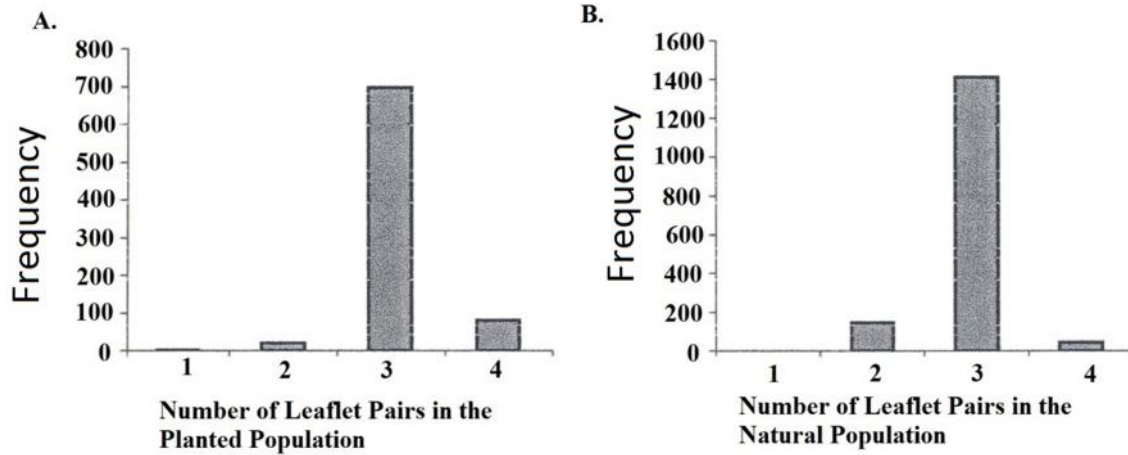 A.
Frequency
800
700
600
500
400
300
200
100
0
1 2 3 4
Number of Leaflet Pairs in the
Planted Population
B.
Frequency
1600
1400
1200
1000
800
600
400
200
0
1 2 3 4
Number of Leaflet Pairs in the
Natural Population